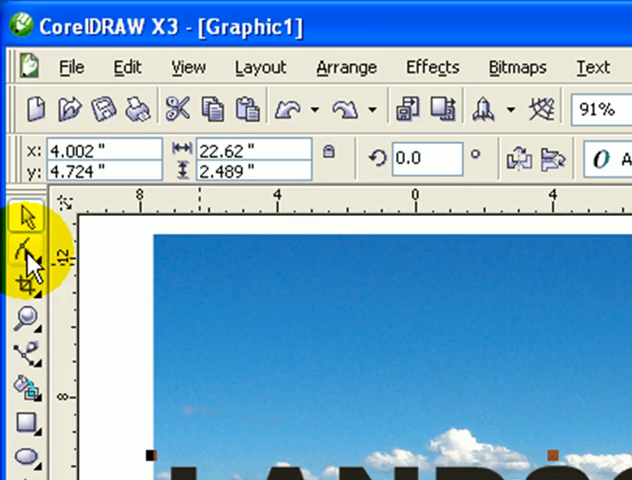 CorelDRAW X3 - [Graphic1]
File Edit View Layout Arrange Effects Bitmaps Text
91%
x: 4.002 " 22.62 " 0.0 °
y: 4.724 " 2.489 "
8 4 0 4
12
8